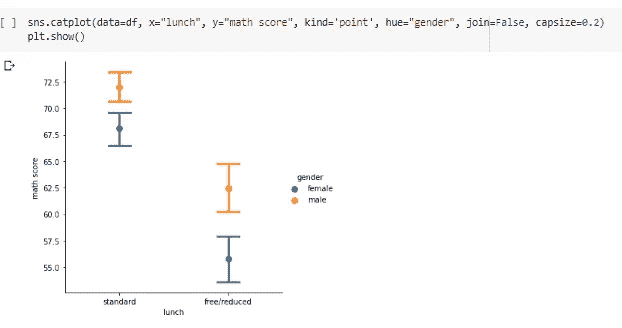 [ ] sns.catplot(data=df, x="lunch", y="math score", kind='point', hue="gender", join=False, capsize=0.2)
plt.show()
72.5
70.0
67.5
65.0
62.5
60.0
57.5
55.0
math score
standard
free/reduced
lunch
gender
female
male